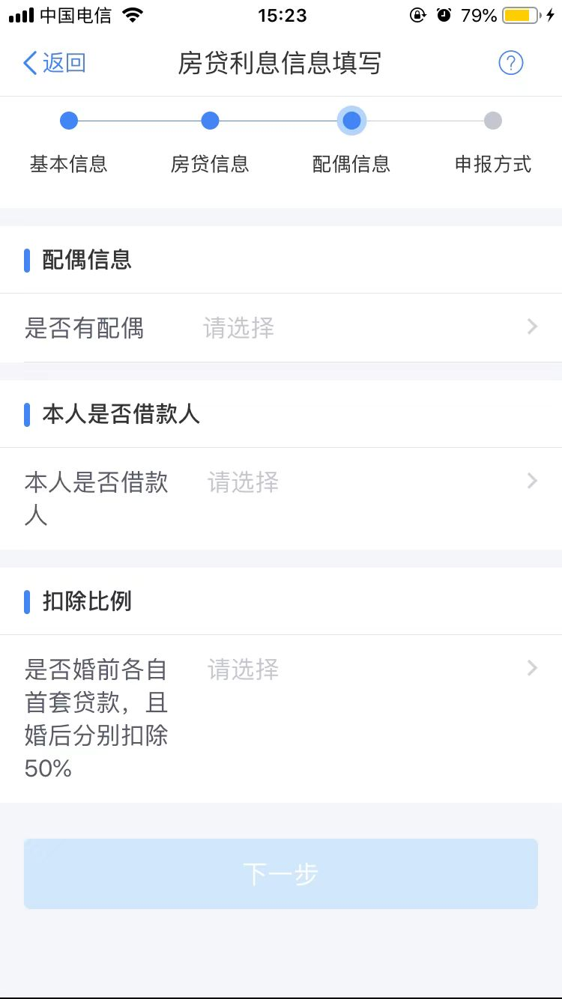 中国电信 15:23 79%
返回 房贷利息信息填写 ?
基本信息 房贷信息 配偶信息 申报方式
配偶信息
是否有配偶 请选择
本人是否借款人
本人是否借款 请选择
人
扣除比例
是否婚前各自 请选择
首套贷款，且
婚后分别扣除
50%
下一步